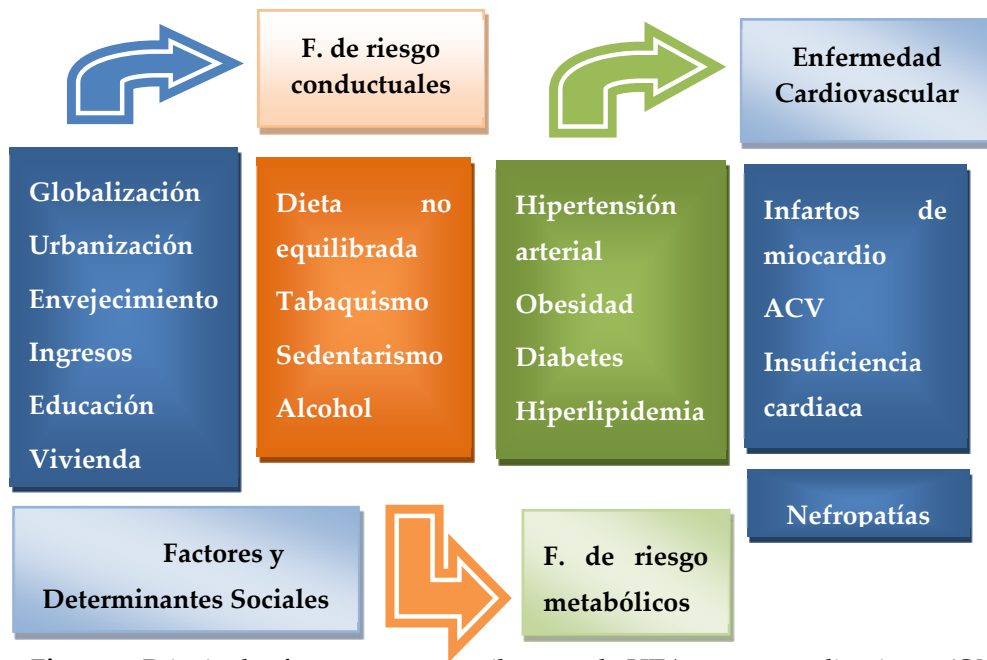 F. de riesgo
conductuales
Enfermedad
Cardiovascular
Globalización
Urbanización
Envejecimiento
Ingresos
Educación
Vivienda
Dieta no
equilibrada
Tabaquismo
Sedentarismo
Alcohol
Hipertensión
arterial
Obesidad
Diabetes
Hiperlipidemia
Infartos de
miocardio
ACV
Insuficiencia
cardiaca
Nefropatías
Factores y
Determinantes Sociales
F. de riesgo
metabólicos